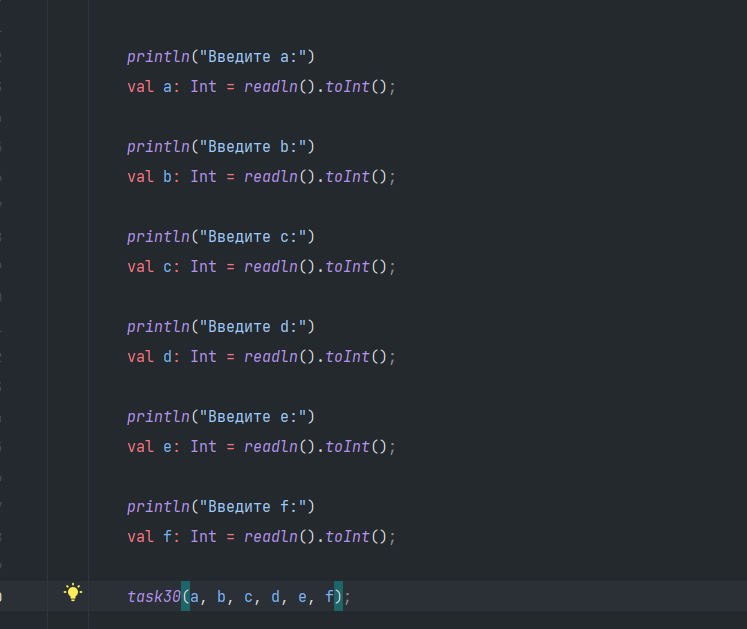 println("Введите a:")
val a: Int = readln().toInt();
println("Введите b:")
val b: Int = readln().toInt();
println("Введите c:")
val c: Int = readln().toInt();
println("Введите d:")
val d: Int = readln().toInt();
println("Введите e:")
val e: Int = readln().toInt();
println("Введите f:")
val f: Int = readln().toInt();
task30(a, b, c, d, e, f);